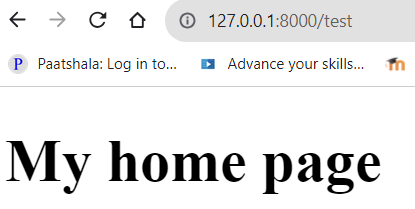 127.0.0.1:8000/test
Paatshala: Log in to... Advance your skills...
My home page